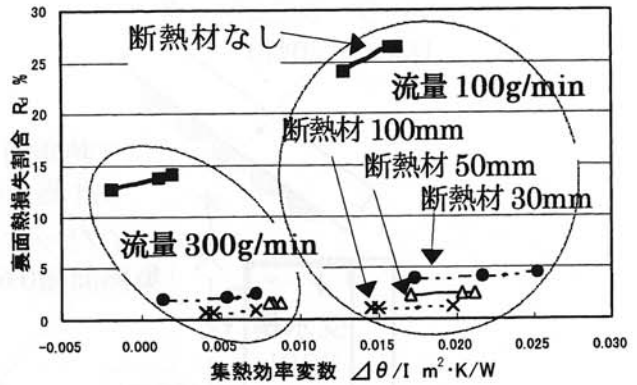 裏面熱損失割合 Rd %
30
25
20
15
10
5
0
断熱材なし
流量 100g/min
断熱材 100mm
断熱材 50mm
断熱材 30mm
流量 300g/min
-0.005 0.000 0.005 0.010 0.015 0.020 0.025 0.030
集熱効率変数 ⊿θ/I m²·K/W